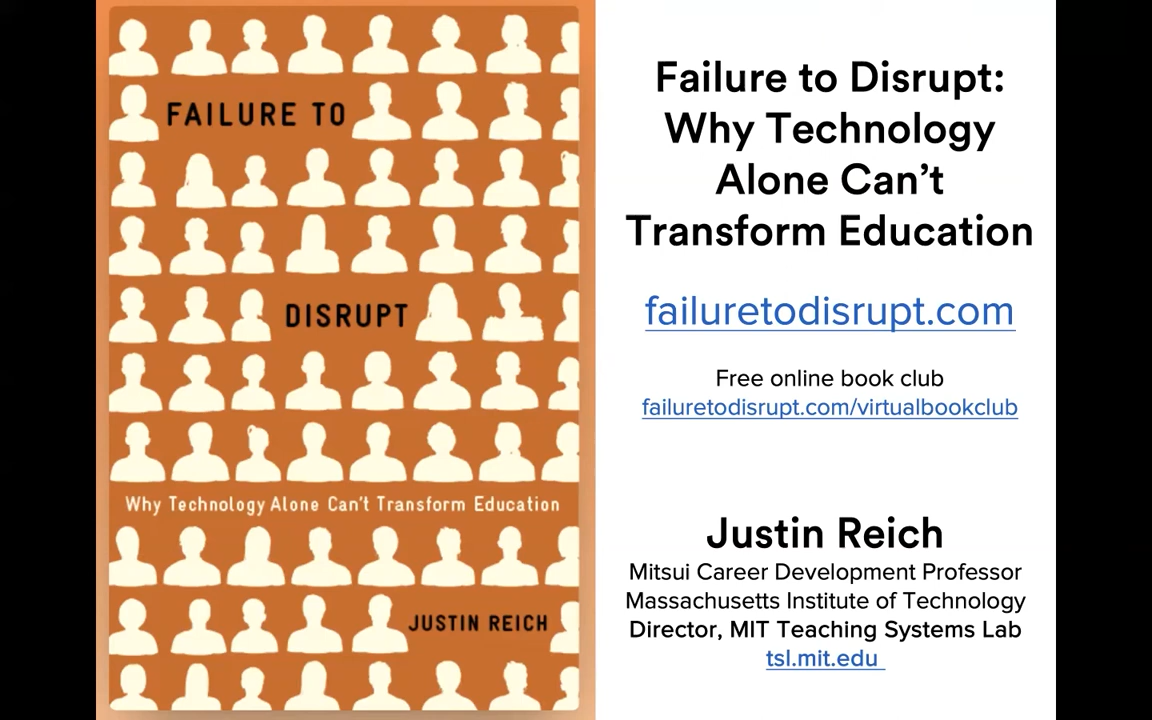 FAILURE TO
DISRUPT
Why Technology Alone Can't Transform Education
JUSTIN REICH
Failure to Disrupt:
Why Technology
Alone Can’t
Transform Education
failuretodisrupt.com
Free online book club
failuretodisrupt.com/virtualbookclub
Justin Reich
Mitsui Career Development Professor
Massachusetts Institute of Technology
Director, MIT Teaching Systems Lab
tsl.mit.edu